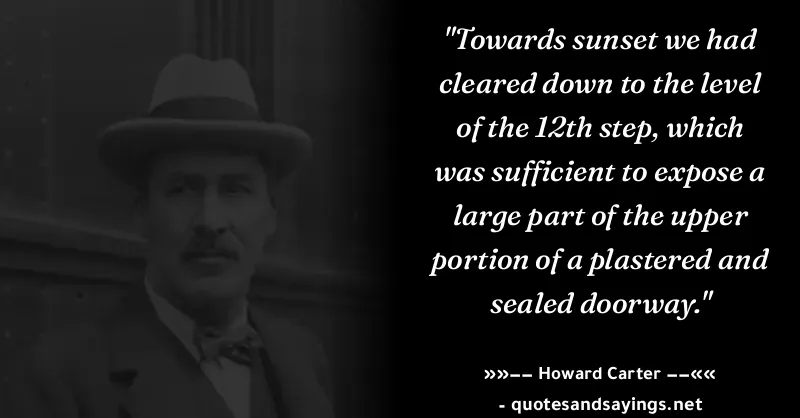 "Towards sunset we had
cleared down to the level
of the 12th step, which
was sufficient to expose a
large part of the upper
portion of a plastered and
sealed doorway."
»»−− Howard Carter −−««
- quotesandsayings.net